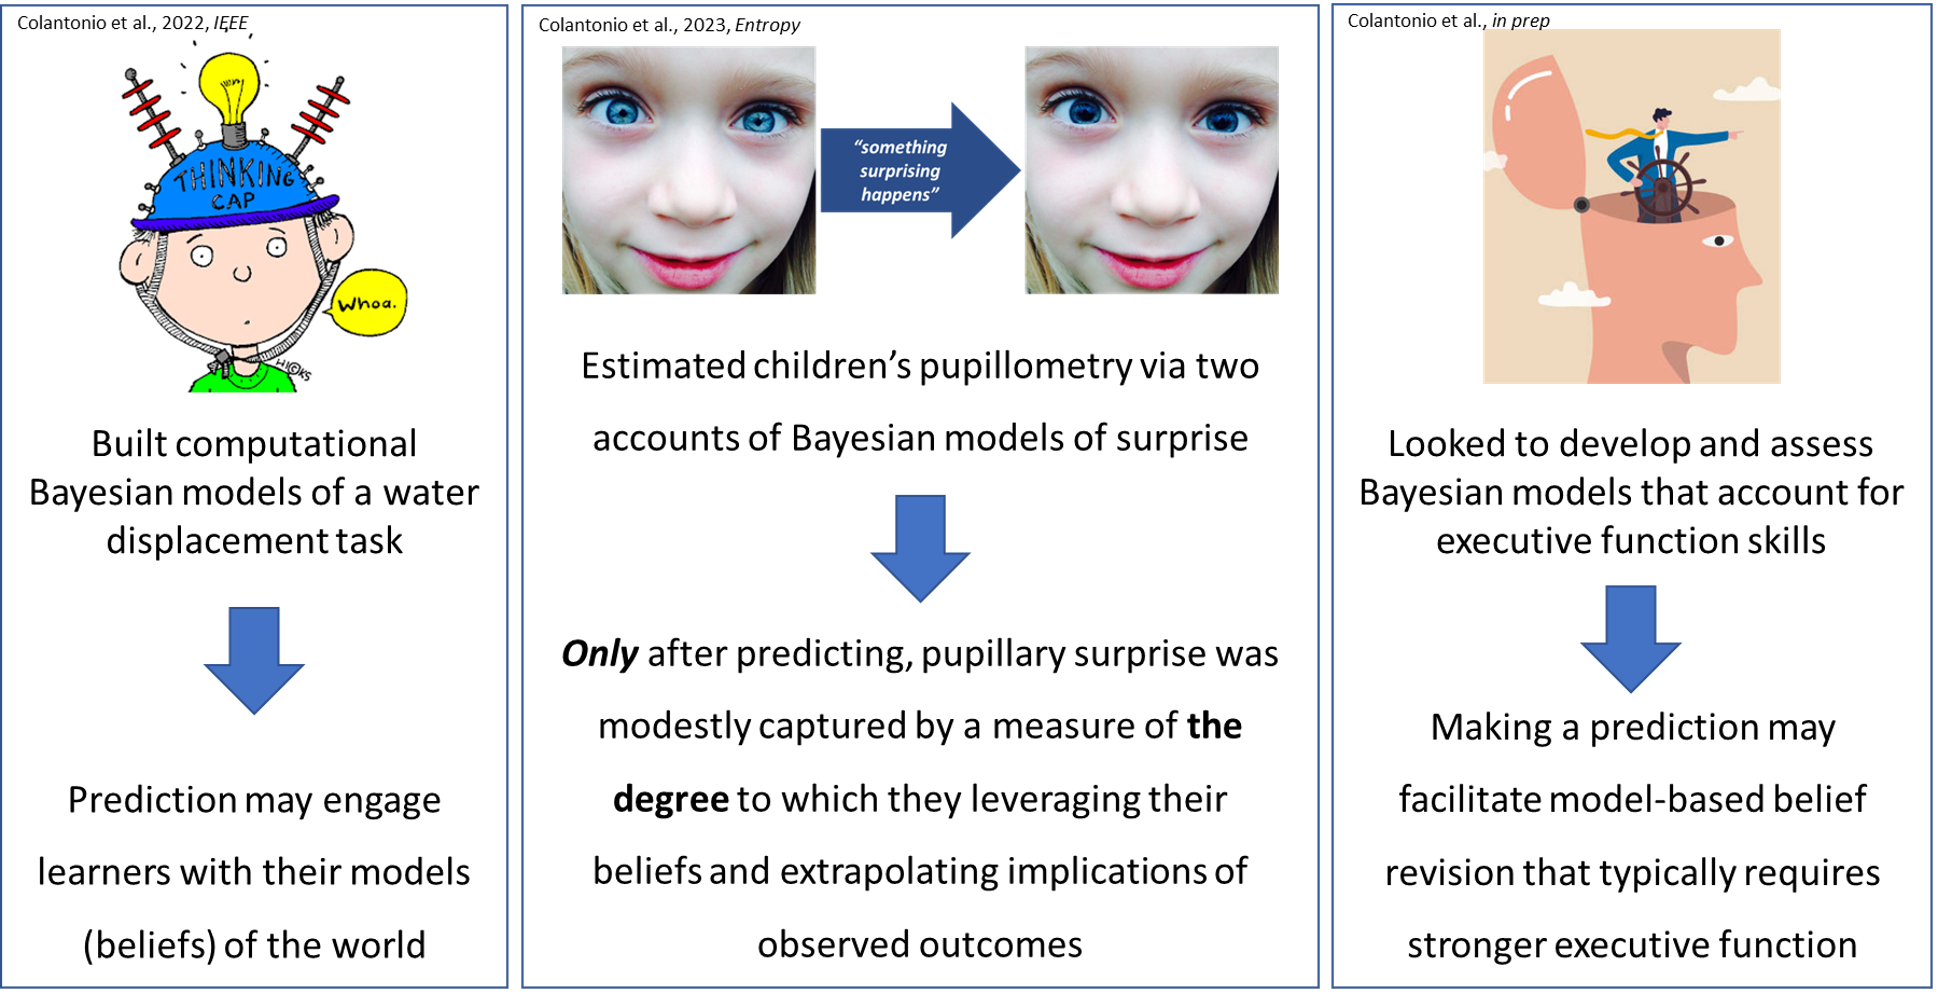 Colantonio et al., 2022, IEEE
THINKING
CAP
Whoa.
HICKS
Built computational
Bayesian models of a water
displacement task
Prediction may engage
learners with their models
(beliefs) of the world
Colantonio et al., 2023, Entropy
“something
surprising
happens”
Estimated children’s pupillometry via two
accounts of Bayesian models of surprise
Only after predicting, pupillary surprise was
modestly captured by a measure of the
degree to which they leveraging their
beliefs and extrapolating implications of
observed outcomes
Colantonio et al., in prep
Looked to develop and assess
Bayesian models that account for
executive function skills
Making a prediction may
facilitate model-based belief
revision that typically requires
stronger executive function